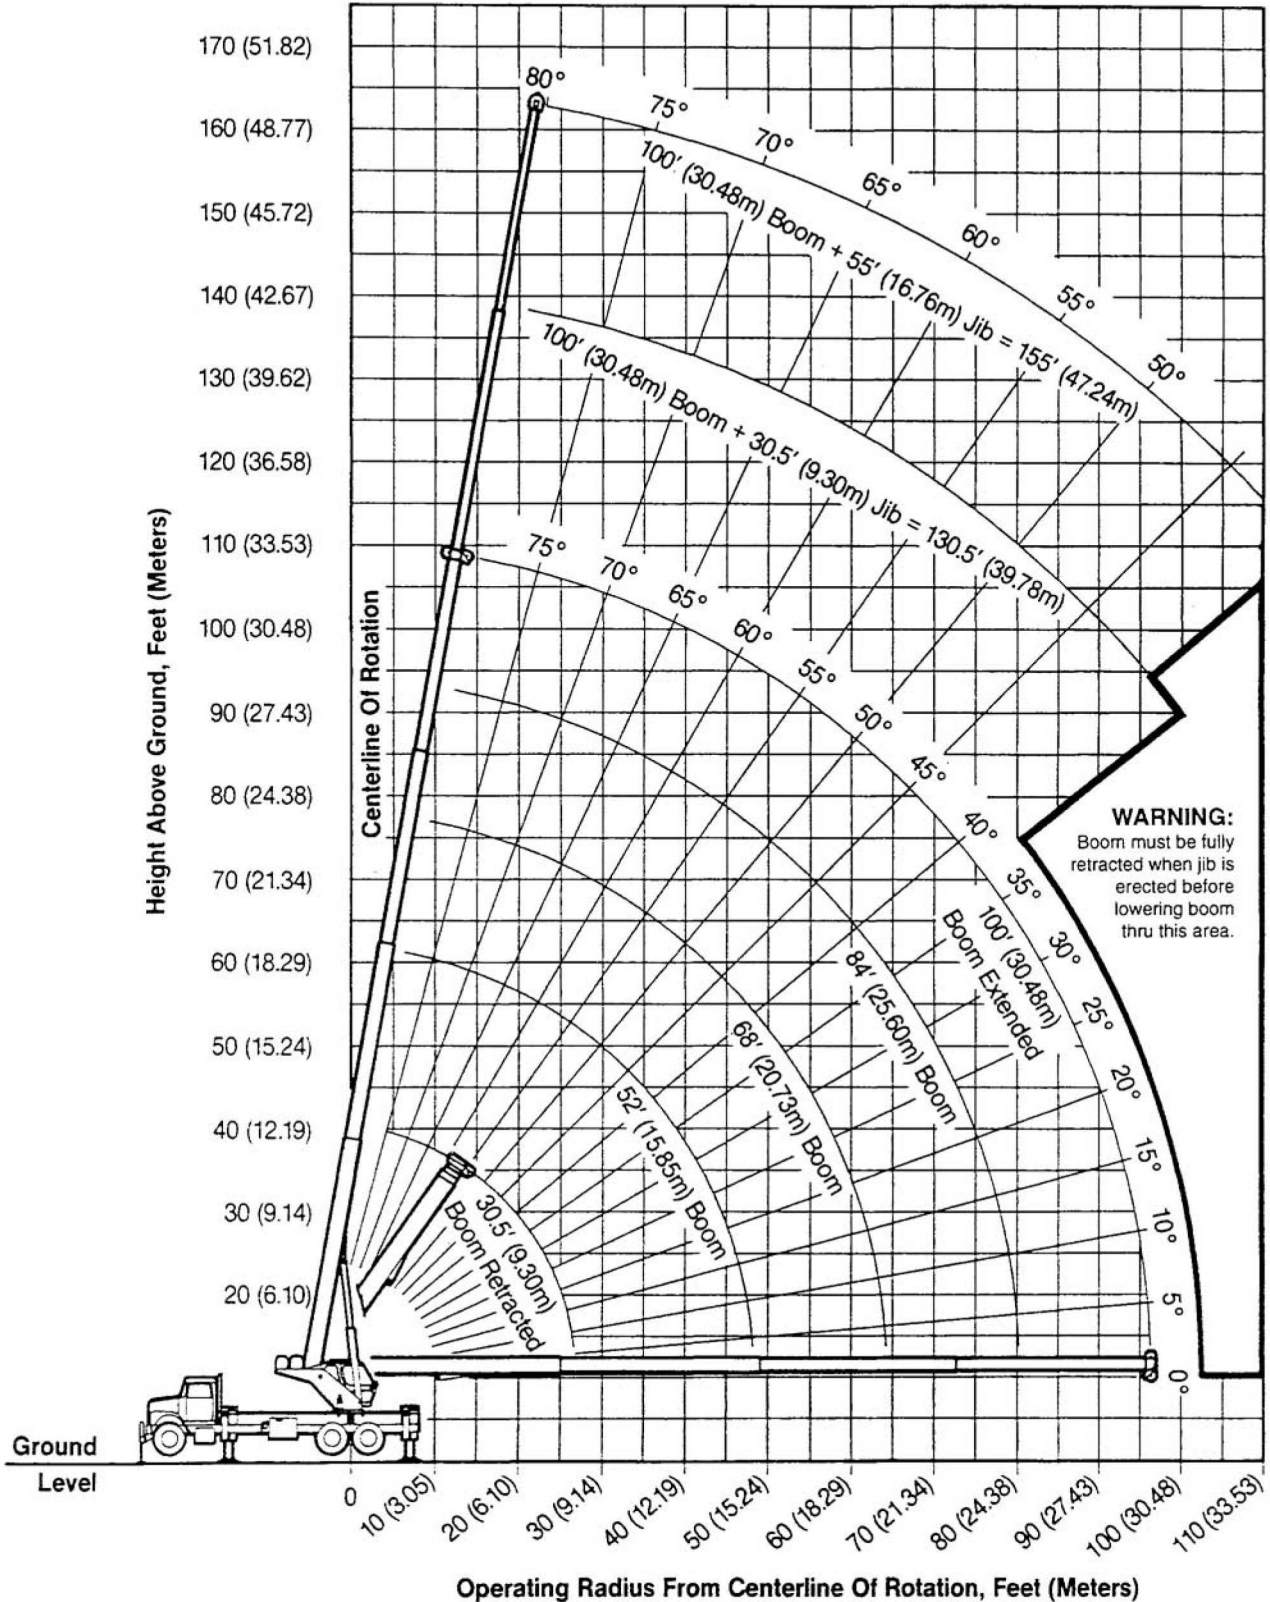 170 (51.82)
160 (48.77)
150 (45.72)
140 (42.67)
130 (39.62)
120 (36.58)
110 (33.53)
100 (30.48)
90 (27.43)
80 (24.38)
70 (21.34)
60 (18.29)
50 (15.24)
40 (12.19)
30 (9.14)
20 (6.10)
Height Above Ground, Feet (Meters)
Centerline Of Rotation
80°
75°
70°
65°
60°
55°
50°
100' (30.48m) Boom + 55' (16.76m) Jib = 155' (47.24m)
100' (30.48m) Boom + 30.5' (9.30m) Jib = 130.5' (39.78m)
75°
70°
65°
60°
55°
50°
45°
40°
35°
30°
25°
20°
15°
10°
5°
0°
100' (30.48m)
Boom Extended
84' (25.60m) Boom
68' (20.73m) Boom
52' (15.85m) Boom
30.5' (9.30m)
Boom Retracted
WARNING:
Boom must be fully
retracted when jib is
erected before
lowering boom
thru this area.
Ground
Level
0
10 (3.05)
20 (6.10)
30 (9.14)
40 (12.19)
50 (15.24)
60 (18.29)
70 (21.34)
80 (24.38)
90 (27.43)
100 (30.48)
110 (33.53)
Operating Radius From Centerline Of Rotation, Feet (Meters)